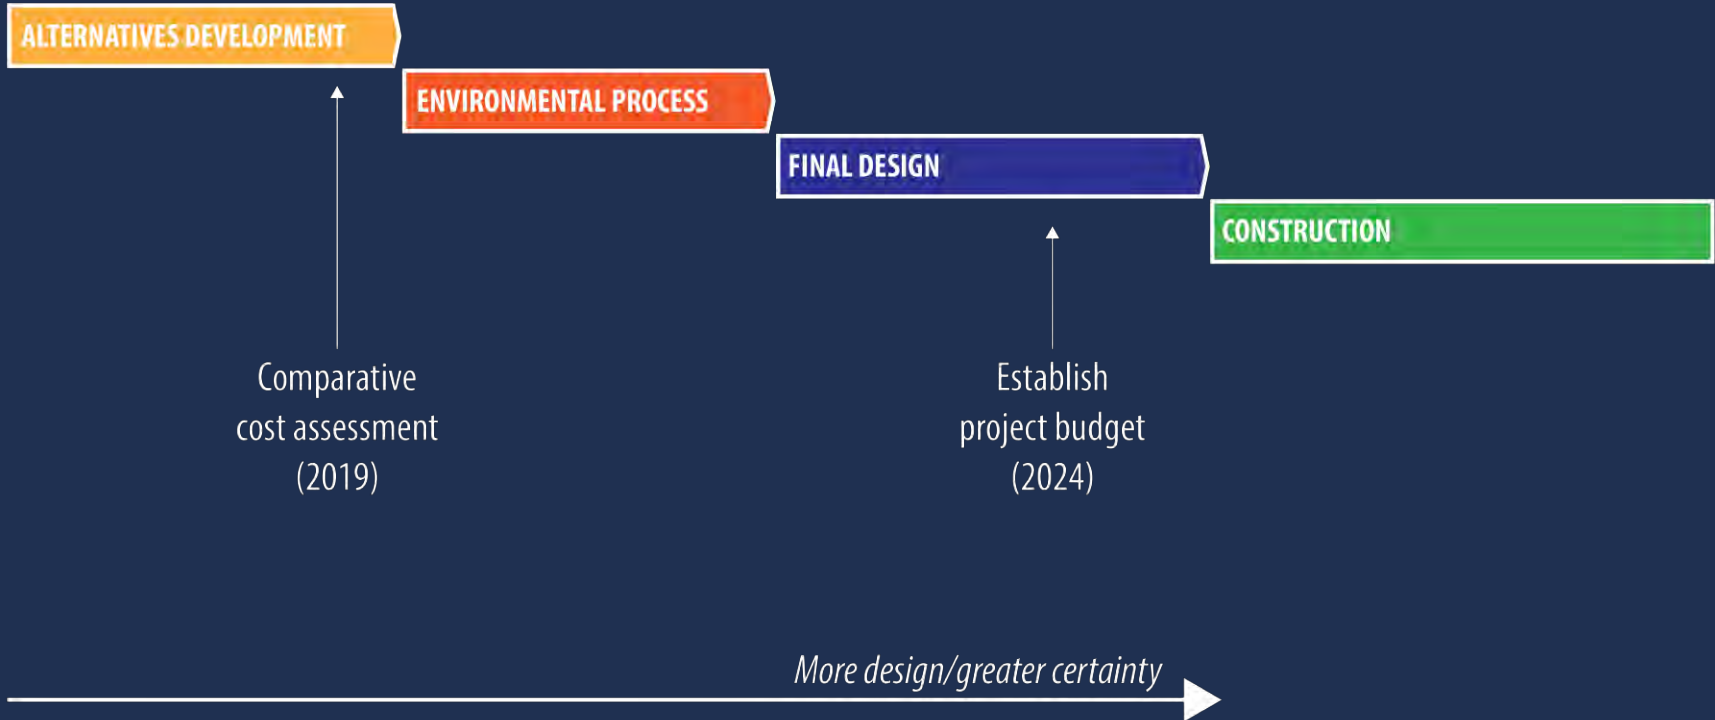 ALTERNATIVES DEVELOPMENT
ENVIRONMENTAL PROCESS
FINAL DESIGN
CONSTRUCTION
Comparative
cost assessment
(2019)
Establish
project budget
(2024)
More design/greater certainty